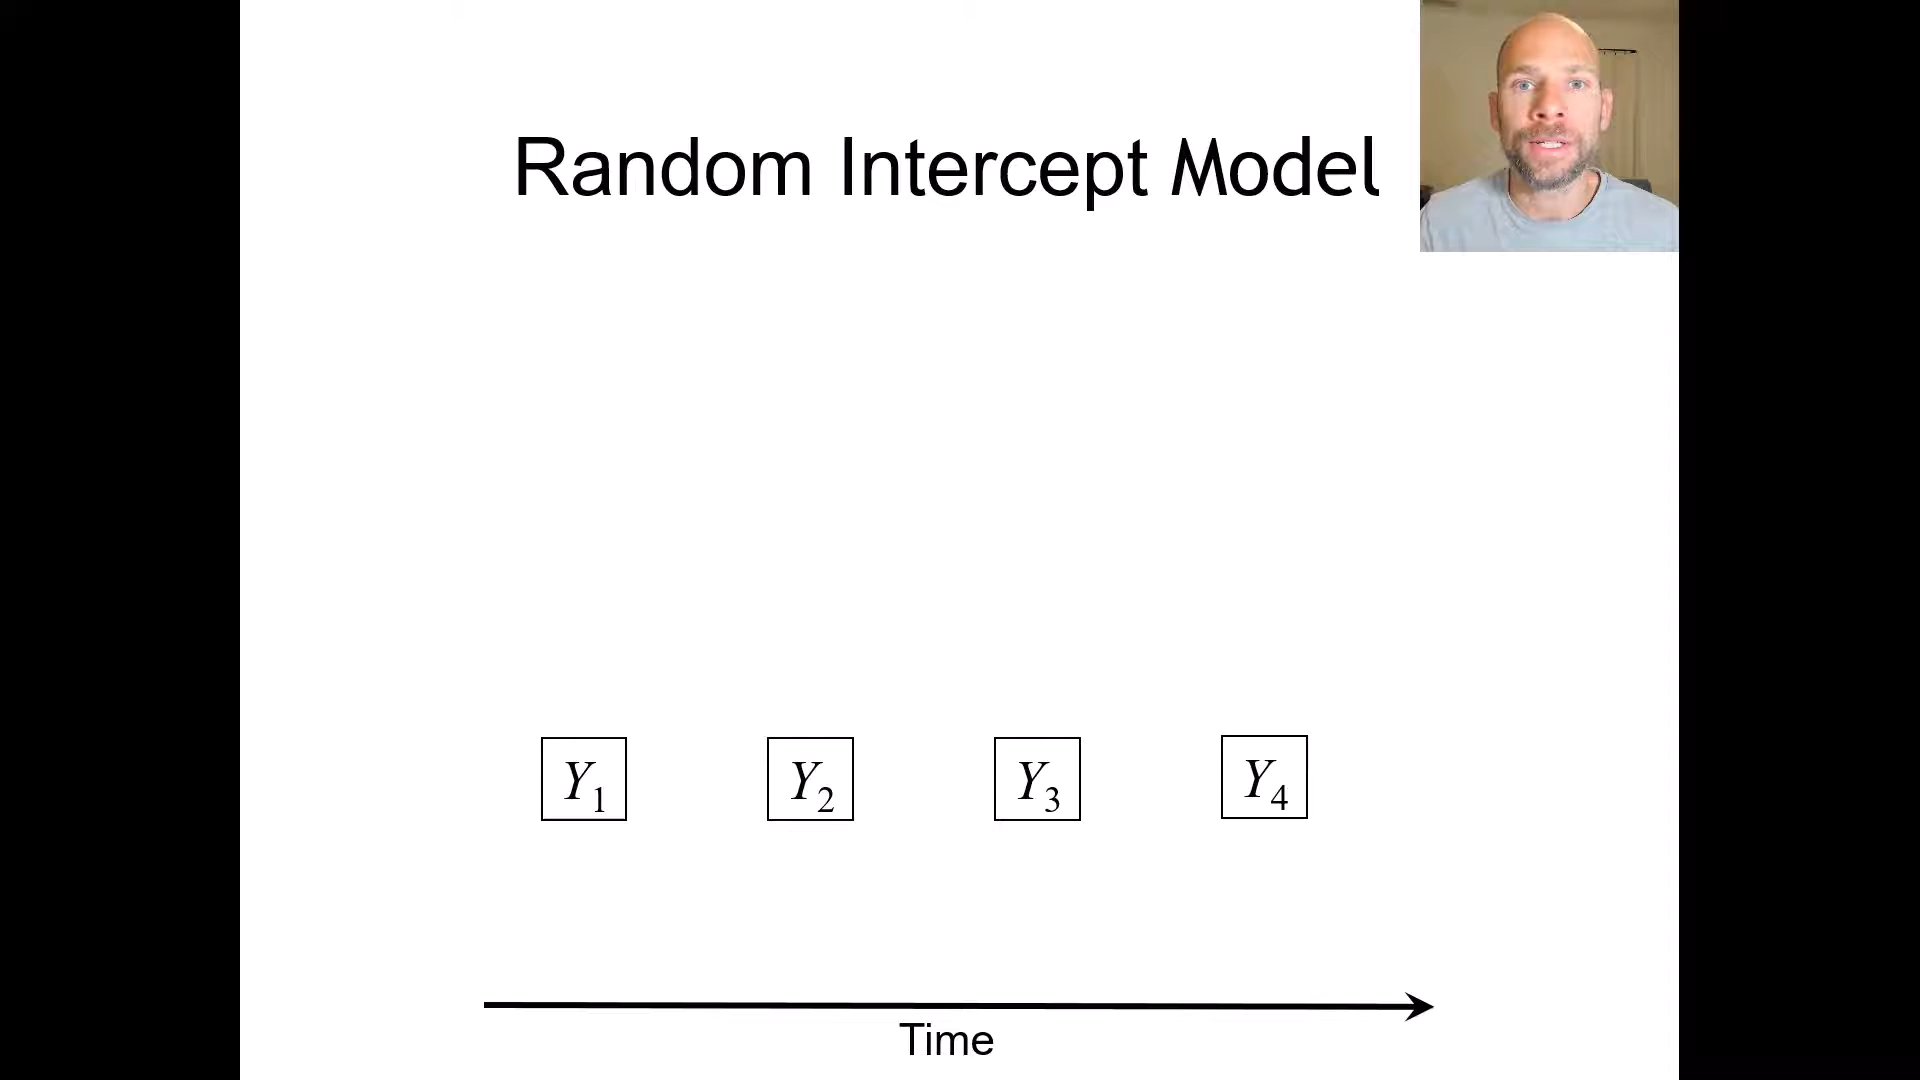 Random Intercept Model
Y₁ Y₂ Y₃ Y₄
Time